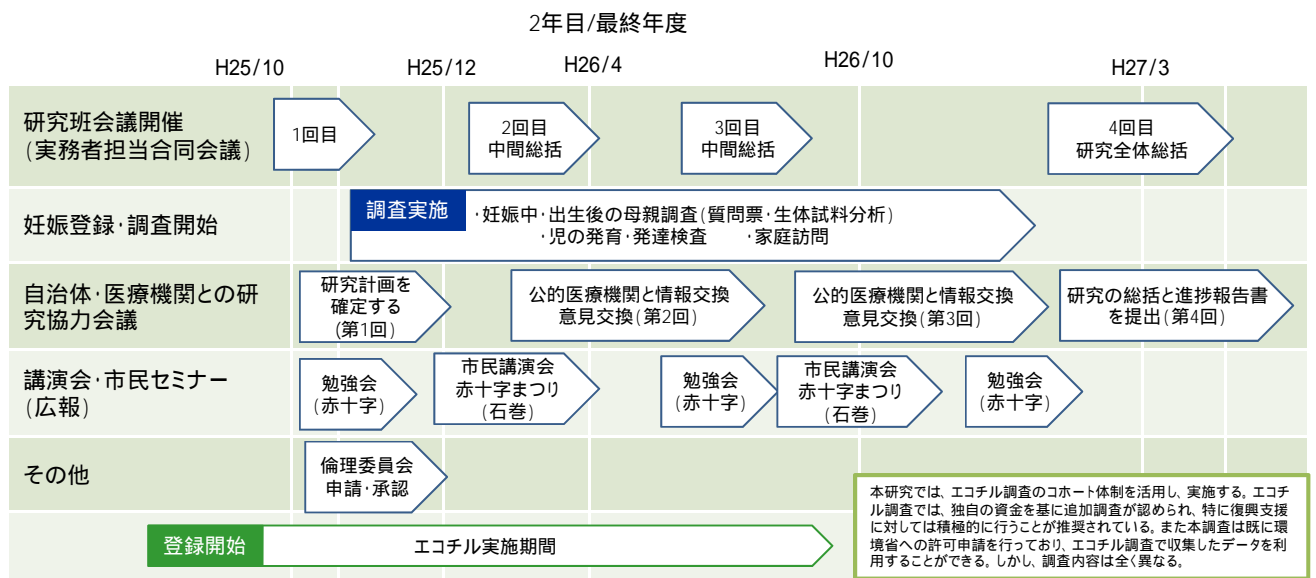 2年目/最終年度
H25/10
H25/12
H26/4
H26/10
H27/3
研究班会議開催
(実務者担当合同会議)
1回目
2回目
中間総括
3回目
中間総括
4回目
研究全体総括
妊娠登録・調査開始
調査実施
・妊娠中・出生後の母親調査(質問票・生体試料分析)
・児の発育・発達検査 ・家庭訪問
自治体・医療機関との研
究協力会議
研究計画を
確定する
(第1回)
公的医療機関と情報交換
意見交換(第2回)
公的医療機関と情報交換
意見交換(第3回)
研究の総括と進捗報告書
を提出(第4回)
講演会・市民セミナー
(広報)
勉強会
(赤十字)
市民講演会
赤十字まつり
(石巻)
勉強会
(赤十字)
市民講演会
赤十字まつり
(石巻)
勉強会
(赤十字)
その他
倫理委員会
申請・承認
本研究では、エコチル調査のコホート体制を活用し、実施する。エコチ
ル調査では、独自の資金を基に追加調査が認められ、特に復興支援
に対しては積極的に行うことが推奨されている。また本調査は既に環
境省への許可申請を行っており、エコチル調査で収集したデータを利
用することができる。しかし、調査内容は全く異なる。
登録開始
エコチル実施期間